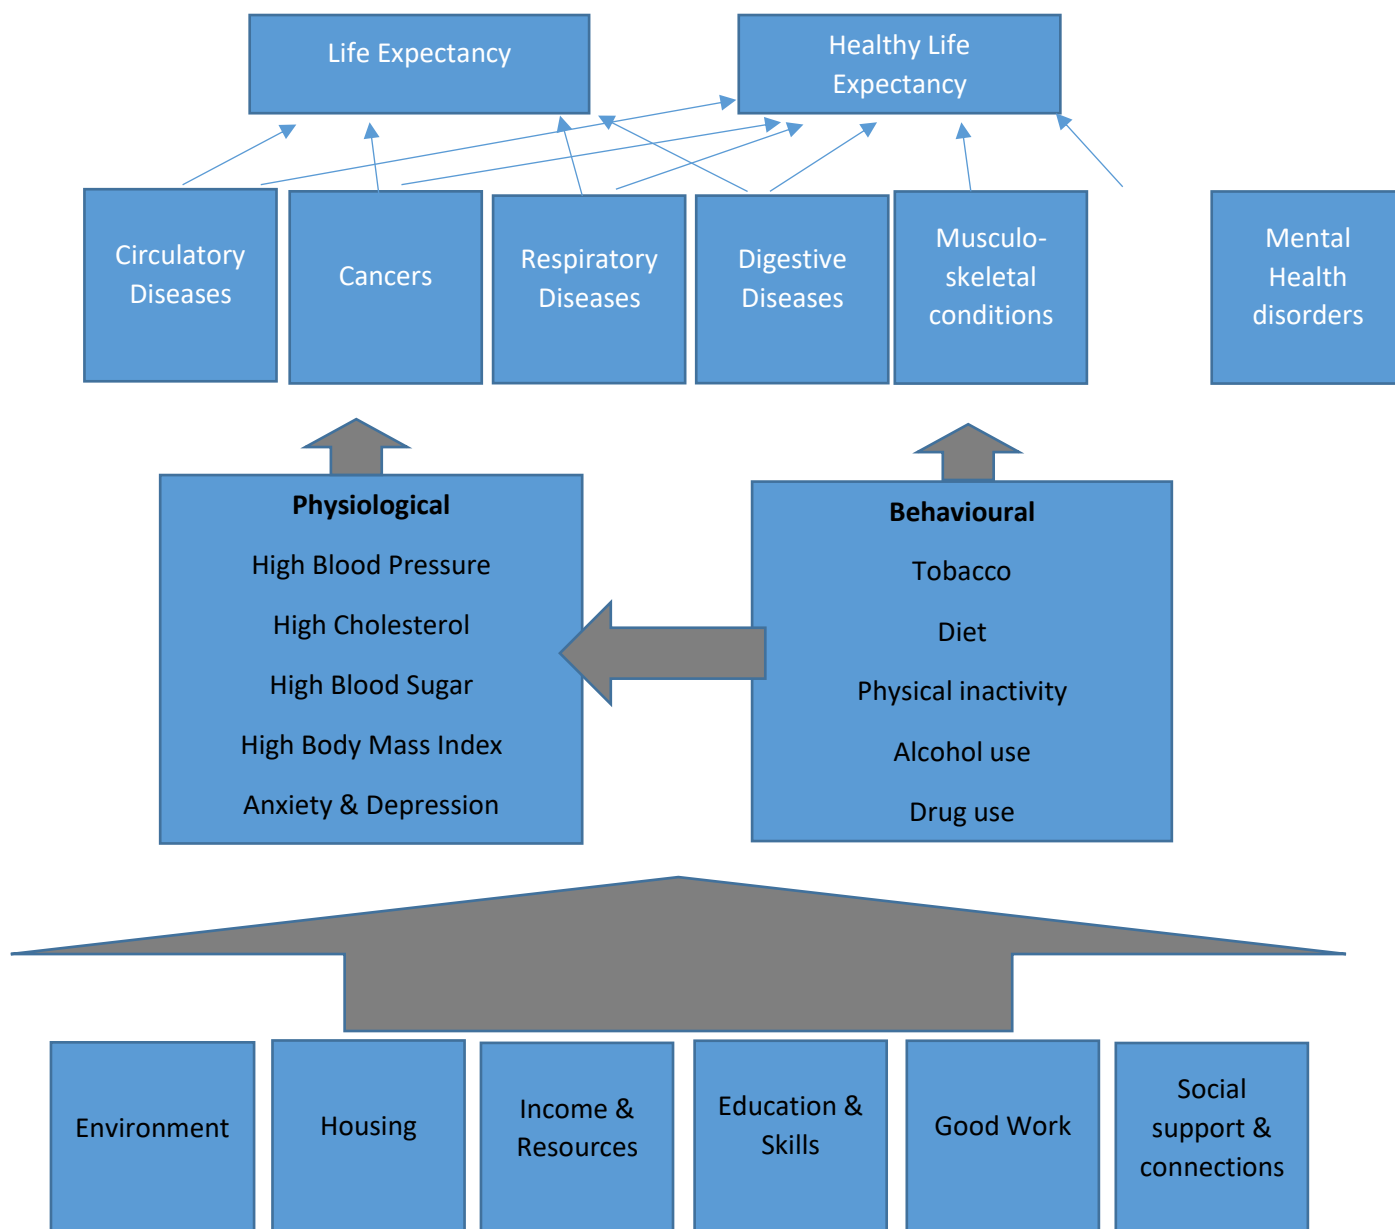 Life Expectancy
Healthy Life
Expectancy
Circulatory
Diseases
Cancers
Respiratory
Diseases
Digestive
Diseases
Musculo-
skeletal
conditions
Mental
Health
disorders
Physiological
High Blood Pressure
High Cholesterol
High Blood Sugar
High Body Mass Index
Anxiety & Depression
Behavioural
Tobacco
Diet
Physical inactivity
Alcohol use
Drug use
Environment
Housing
Income &
Resources
Education &
Skills
Good Work
Social
support &
connections